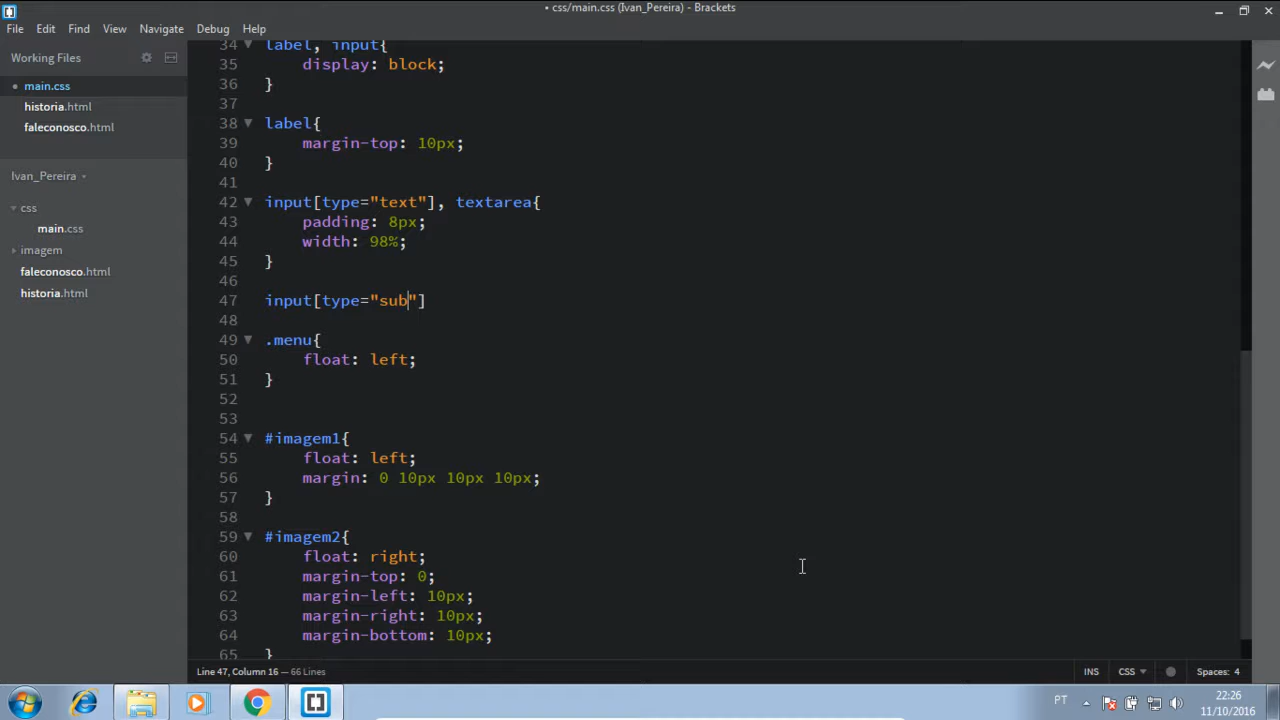 • css/main.css (Ivan_Pereira) - Brackets
File Edit Find View Navigate Debug Help
Working Files
main.css
historia.html
faleconosco.html
Ivan_Pereira
css
main.css
imagem
faleconosco.html
historia.html
34 label, input{
35 display: block;
36 }
37
38 label{
39 margin-top: 10px;
40 }
41
42 input[type="text"], textarea{
43 padding: 8px;
44 width: 98%;
45 }
46
47 input[type="sub"]
48
49 .menu{
50 float: left;
51 }
52
53
54 #imagem1{
55 float: left;
56 margin: 0 10px 10px 10px;
57 }
58
59 #imagem2{
60 float: right;
61 margin-top: 0;
62 margin-left: 10px;
63 margin-right: 10px;
64 margin-bottom: 10px;
65 }
Line 47, Column 16 — 66 Lines
INS CSS Spaces: 4
PT
22:26
11/10/2016